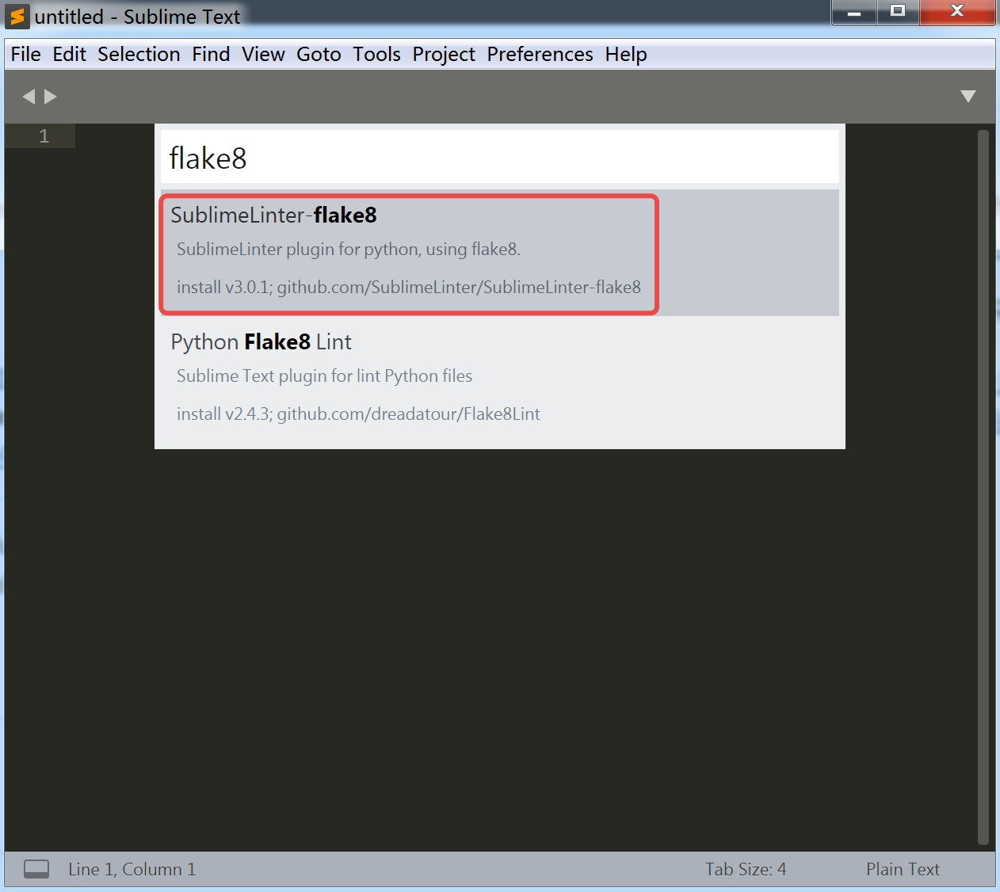 untitled - Sublime Text
File Edit Selection Find View Goto Tools Project Preferences Help
1
flake8
SublimeLinter-flake8
SublimeLinter plugin for python, using flake8.
install v3.0.1; github.com/SublimeLinter/SublimeLinter-flake8
Python Flake8 Lint
Sublime Text plugin for lint Python files
install v2.4.3; github.com/dreadatour/Flake8Lint
Line 1, Column 1 Tab Size: 4 Plain Text